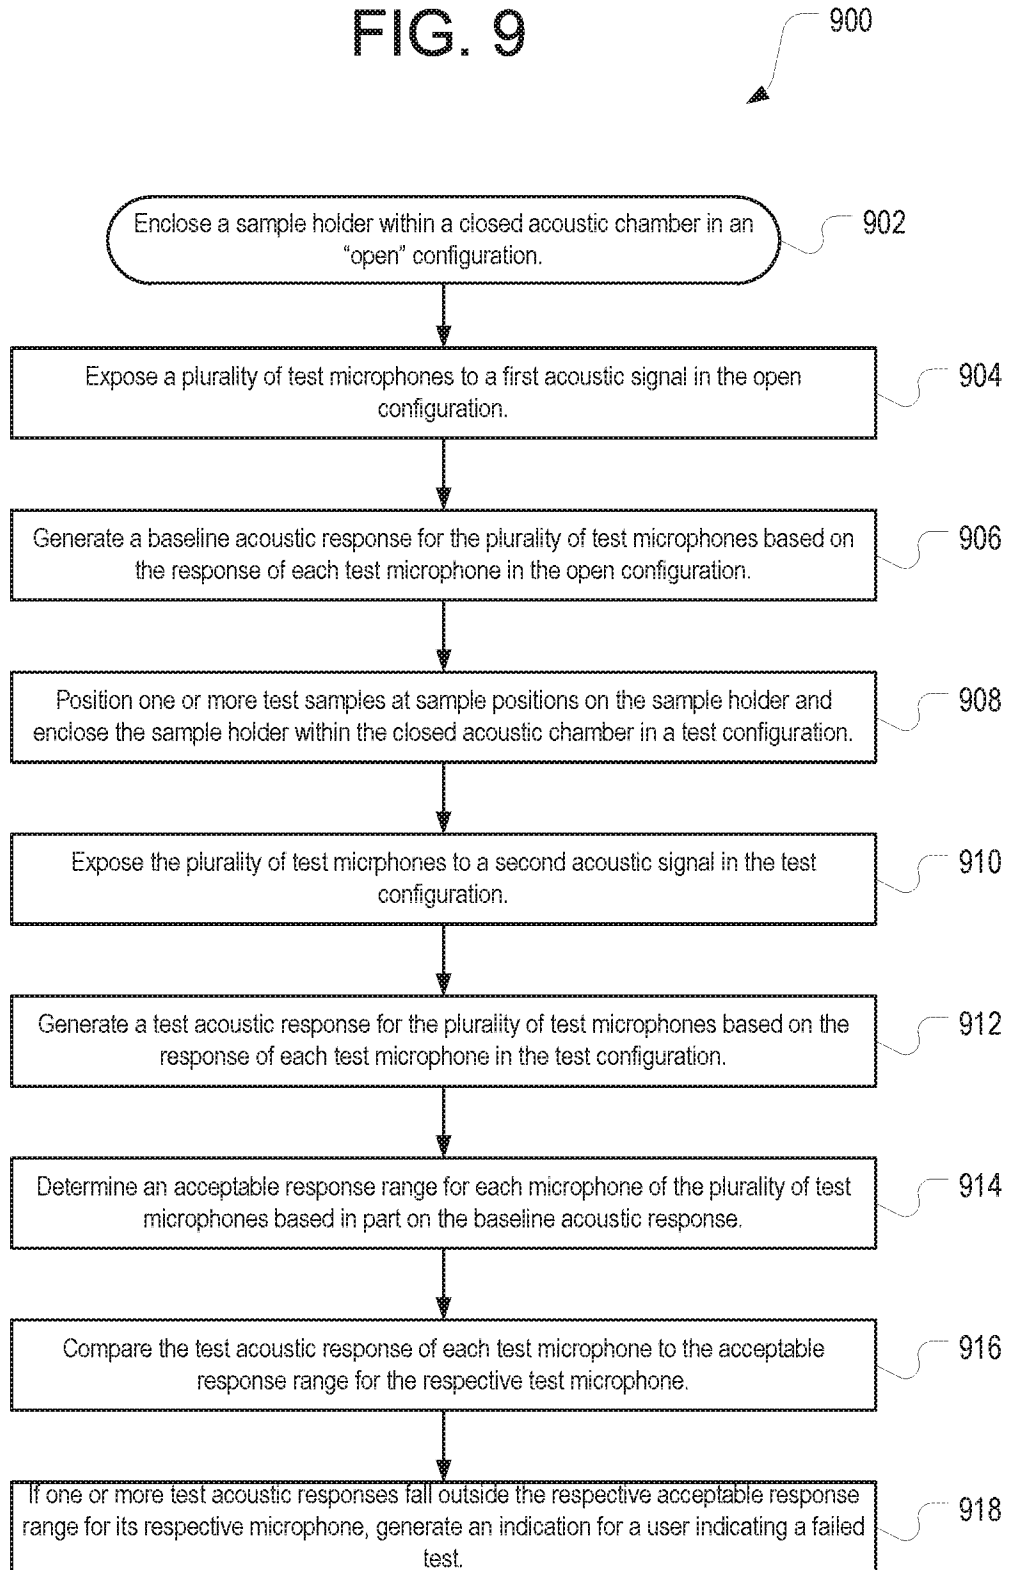 FIG. 9
900
Enclose a sample holder within a closed acoustic chamber in an
“open” configuration.
902
Expose a plurality of test microphones to a first acoustic signal in the open
configuration.
904
Generate a baseline acoustic response for the plurality of test microphones based on
the response of each test microphone in the open configuration.
906
Position one or more test samples at sample positions on the sample holder and
enclose the sample holder within the closed acoustic chamber in a test configuration.
908
Expose the plurality of test micrphones to a second acoustic signal in the test
configuration.
910
Generate a test acoustic response for the plurality of test microphones based on the
response of each test microphone in the test configuration.
912
Determine an acceptable response range for each microphone of the plurality of test
microphones based in part on the baseline acoustic response.
914
Compare the test acoustic response of each test microphone to the acceptable
response range for the respective test microphone.
916
If one or more test acoustic responses fall outside the respective acceptable response
range for its respective microphone, generate an indication for a user indicating a failed
test.
918